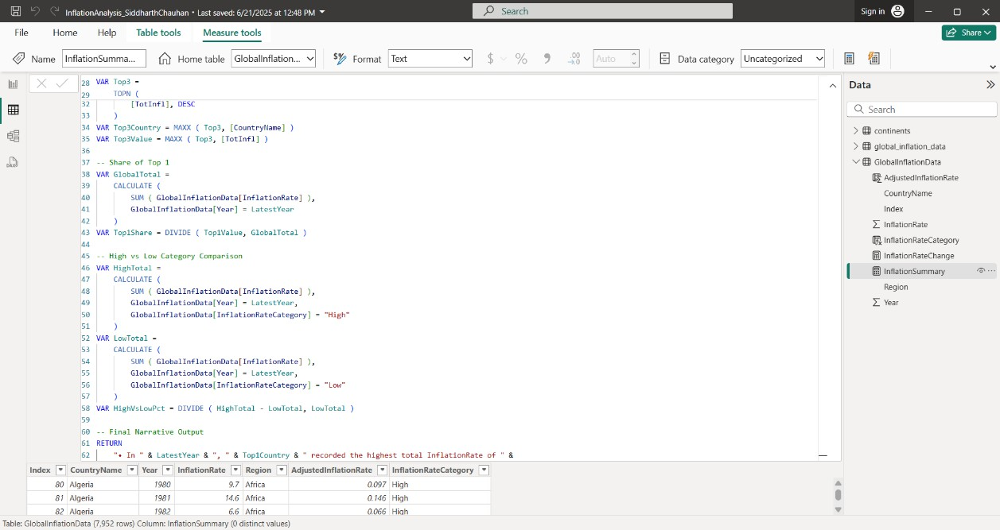 InflationAnalysis_SiddharthChauhan • Last saved: 6/21/2025 at 12:48 PM
Search
Sign in
File Home Help Table tools Measure tools
Share
Name InflationSumma... Home table GlobalInflation... Format Text $ % 9 .00 Auto Data category Uncategorized
28 VAR Top3 =
29 TOPN (
32 [TotInfl], DESC
33 )
34 VAR Top3Country = MAXX ( Top3, [CountryName] )
35 VAR Top3Value = MAXX ( Top3, [TotInfl] )
36
37 -- Share of Top 1
38 VAR GlobalTotal =
39 CALCULATE (
40 SUM ( GlobalInflationData[InflationRate] ),
41 GlobalInflationData[Year] = LatestYear
42 )
43 VAR Top1Share = DIVIDE ( Top1Value, GlobalTotal )
44
45 -- High vs Low Category Comparison
46 VAR HighTotal =
47 CALCULATE (
48 SUM ( GlobalInflationData[InflationRate] ),
49 GlobalInflationData[Year] = LatestYear,
50 GlobalInflationData[InflationRateCategory] = "High"
51 )
52 VAR LowTotal =
53 CALCULATE (
54 SUM ( GlobalInflationData[InflationRate] ),
55 GlobalInflationData[Year] = LatestYear,
56 GlobalInflationData[InflationRateCategory] = "Low"
57 )
58 VAR HighVsLowPct = DIVIDE ( HighTotal - LowTotal, LowTotal )
59
60 -- Final Narrative Output
61 RETURN
62 "• In " & LatestYear & ", " & Top1Country & " recorded the highest total InflationRate of " &
Index CountryName Year InflationRate Region AdjustedInflationRate InflationRateCategory
80 Algeria 1980 9.7 Africa 0.097 High
81 Algeria 1981 14.6 Africa 0.146 High
82 Algeria 1982 6.6 Africa 0.066 High
Data
Search
continents
global_inflation_data
GlobalInflationData
AdjustedInflationRate
CountryName
Index
InflationRate
InflationRateCategory
InflationRateChange
InflationSummary
Region
Year
Table: GlobalInflationData (7,952 rows) Column: InflationSummary (0 distinct values)